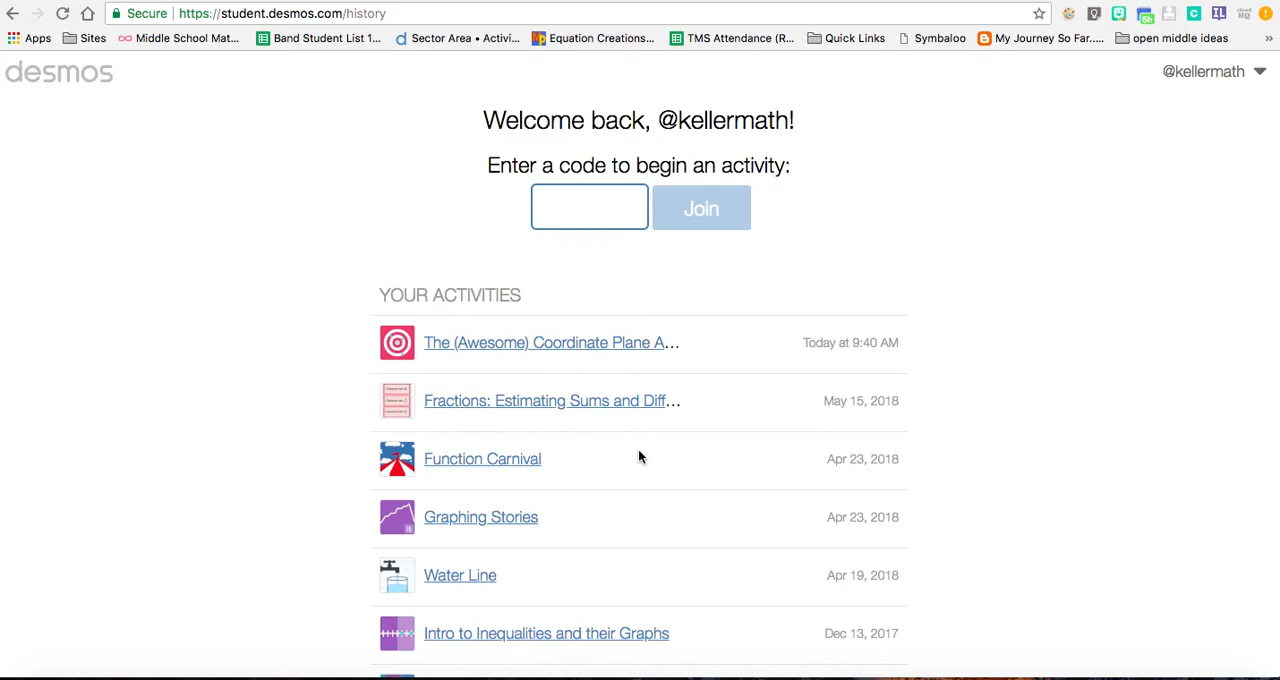 Secure | https://student.desmos.com/history
Apps Sites Middle School Mat... Band Student List 1... Sector Area • Activi... Equation Creations... TMS Attendance (R... Quick Links Symbaloo My Journey So Far..... open middle ideas »
desmos
@kellermath
Welcome back, @kellermath!
Enter a code to begin an activity:
Join
YOUR ACTIVITIES
The (Awesome) Coordinate Plane A... Today at 9:40 AM
Fractions: Estimating Sums and Diff... May 15, 2018
Function Carnival Apr 23, 2018
Graphing Stories Apr 23, 2018
Water Line Apr 19, 2018
Intro to Inequalities and their Graphs Dec 13, 2017